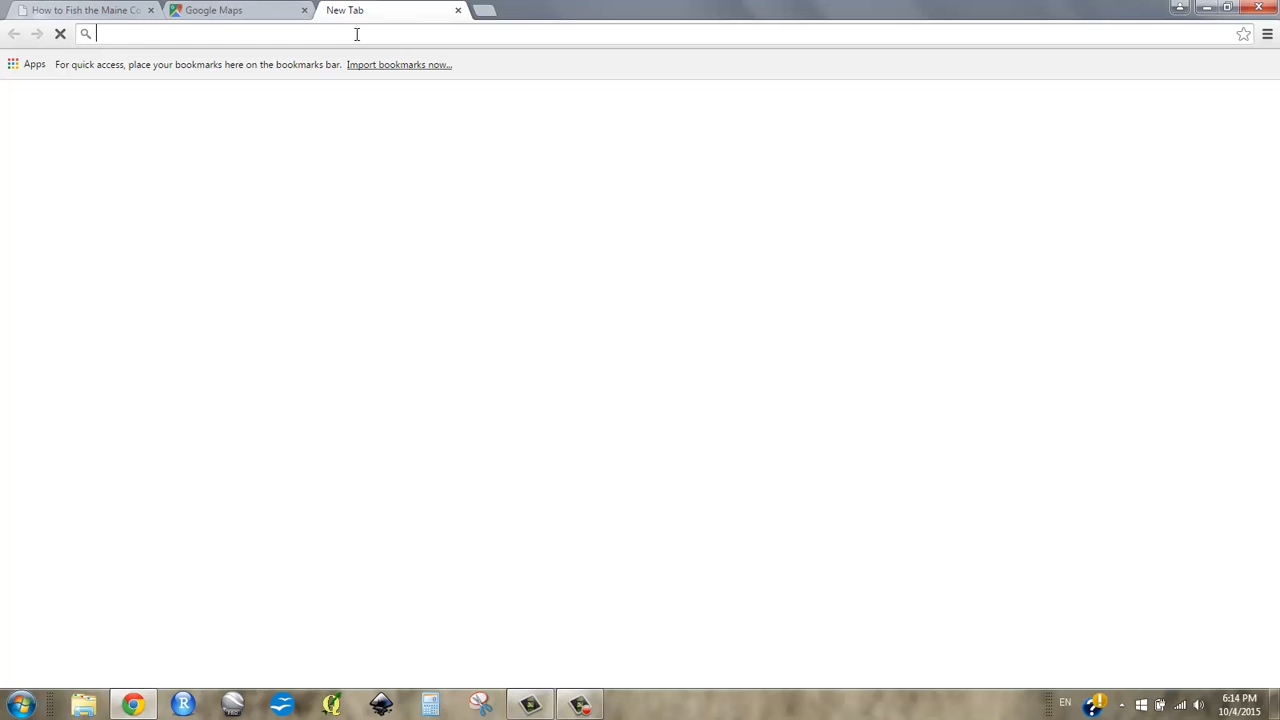 How to Fish the Maine Co
Google Maps
New Tab
Apps
For quick access, place your bookmarks here on the bookmarks bar. Import bookmarks now...
EN
6:14 PM
10/4/2015